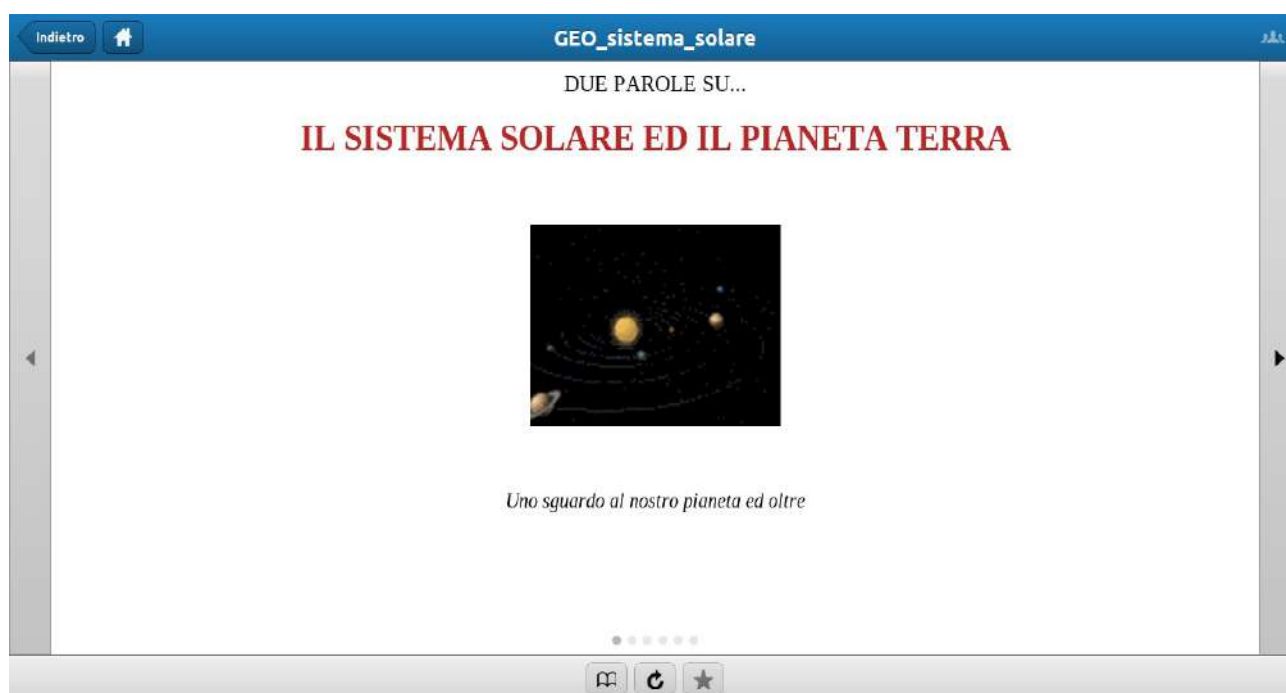 Indietro
GEO_sistema_solare
DUE PAROLE SU...
IL SISTEMA SOLARE ED IL PIANETA TERRA
Uno sguardo al nostro pianeta ed oltre